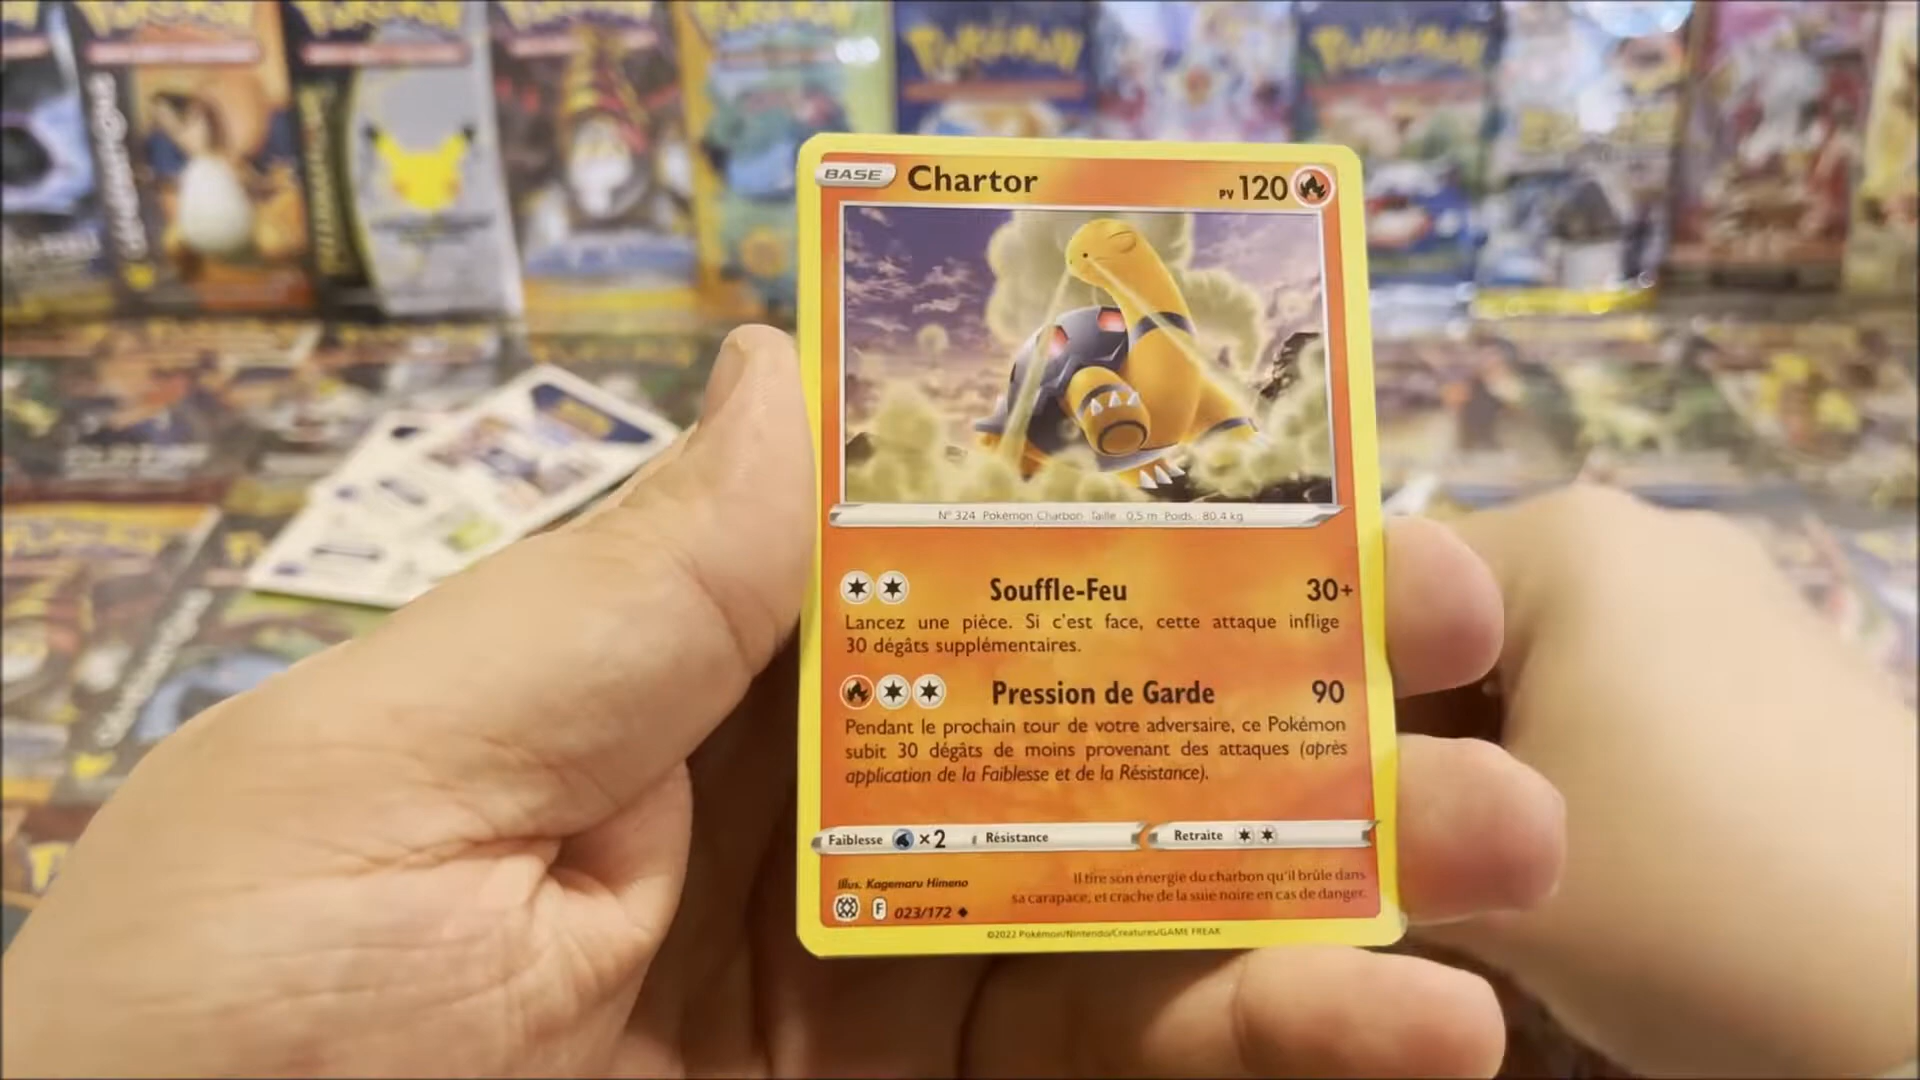 Pokémon
Pokémon
BASE
Chartor
PV 120
N° 324 Pokémon Charbon Taille : 0,5 m Poids : 80,4 kg
Souffle-Feu 30+
Lancez une pièce. Si c'est face, cette attaque inflige
30 dégâts supplémentaires.
Pression de Garde 90
Pendant le prochain tour de votre adversaire, ce Pokémon
subit 30 dégâts de moins provenant des attaques (après
application de la Faiblesse et de la Résistance).
Faiblesse ×2 Résistance Retraite
Illus. Kagemaru Himeno
Il tire son énergie du charbon qu'il brûle dans
sa carapace, et crache de la suie noire en cas de danger.
F 023/172
©2022 Pokémon/Nintendo/Creatures/GAME FREAK